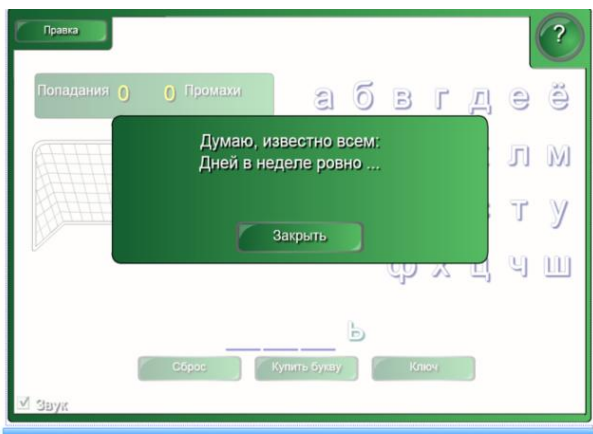 Правка
?
Попадания 0 0 Промахи
а б в г д е ё
Думаю, известно всем:
Дней в неделе ровно ...
л м
т у
Закрыть
ф х ц ч ш
_ _ _ ь
Сброс Купить букву Ключ
Звук